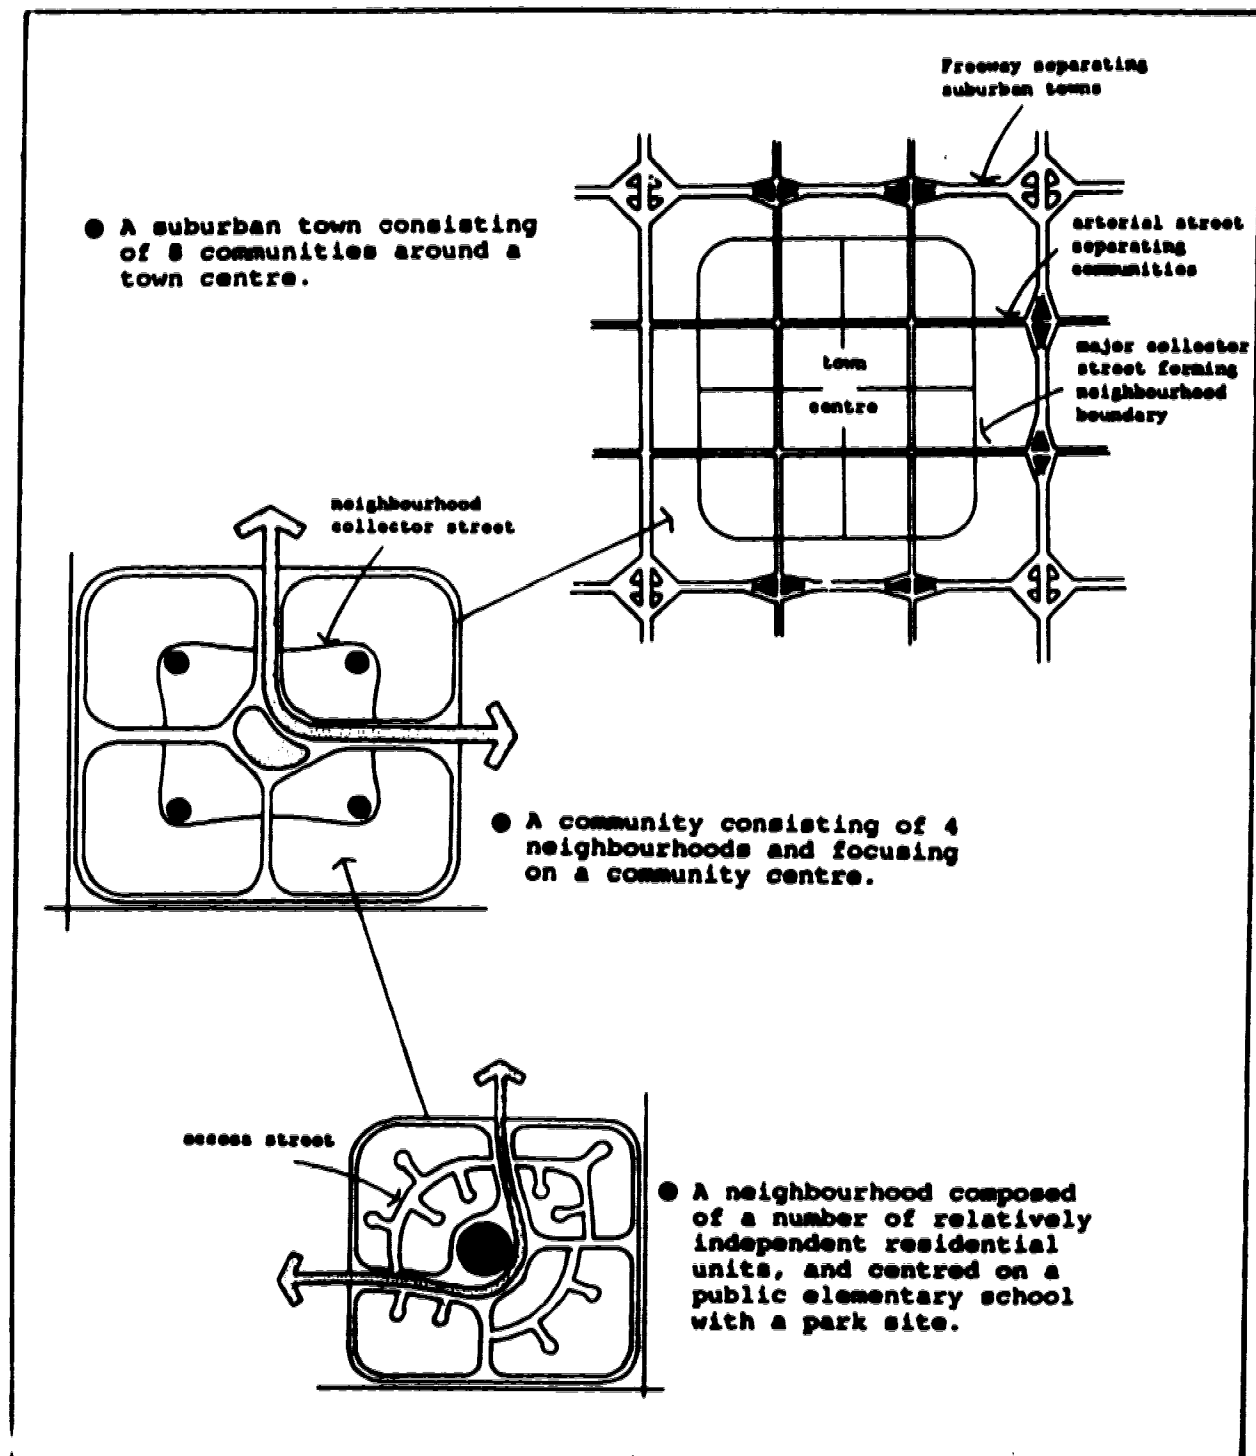 Freeway separating
suburban towns
● A suburban town consisting
of 8 communities around a
town centre.
arterial street
separating
communities
major collector
street forming
neighbourhood
boundary
town
centre
neighbourhood
collector street
● A community consisting of 4
neighbourhoods and focusing
on a community centre.
access street
● A neighbourhood composed
of a number of relatively
independent residential
units, and centred on a
public elementary school
with a park site.